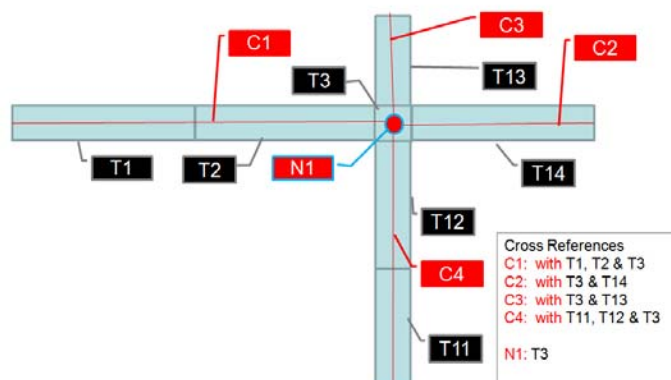 C3
C1
C2
T3
T13
T1
T2
N1
T14
T12
C4
T11
Cross References
C1: with T1, T2 & T3
C2: with T3 & T14
C3: with T3 & T13
C4: with T11, T12 & T3
N1: T3